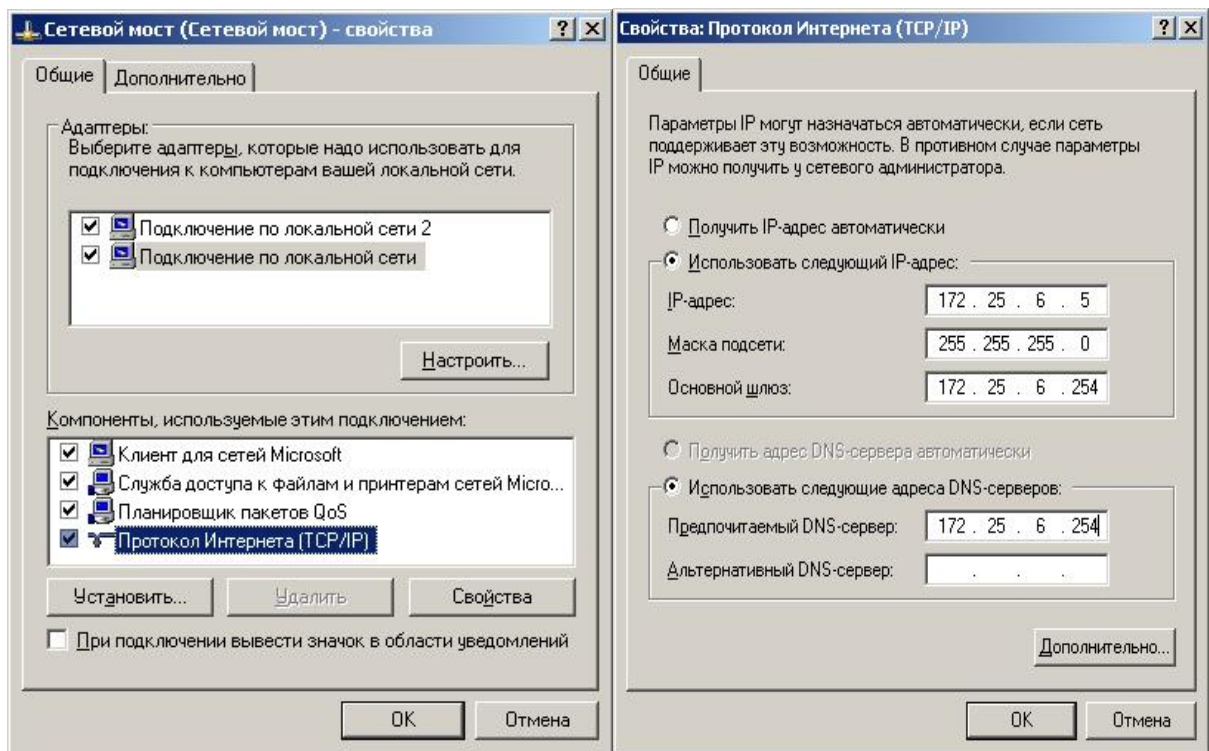 Сетевой мост (Сетевой мост) - свойства
Общие
Дополнительно
Адаптеры:
Выберите адаптеры, которые надо использовать для
подключения к компьютерам вашей локальной сети.
Подключение по локальной сети 2
Подключение по локальной сети
Настроить...
Компоненты, используемые этим подключением:
Клиент для сетей Microsoft
Служба доступа к файлам и принтерам сетей Micro...
Планировщик пакетов QoS
Протокол Интернета (TCP/IP)
Установить...
Удалить
Свойства
При подключении вывести значок в области уведомлений
OK
Отмена
Свойства: Протокол Интернета (TCP/IP)
Общие
Параметры IP могут назначаться автоматически, если сеть
поддерживает эту возможность. В противном случае параметры
IP можно получить у сетевого администратора.
Получить IP-адрес автоматически
Использовать следующий IP-адрес:
IP-адрес: 172 . 25 . 6 . 5
Маска подсети: 255 . 255 . 255 . 0
Основной шлюз: 172 . 25 . 6 . 254
Получить адрес DNS-сервера автоматически
Использовать следующие адреса DNS-серверов:
Предпочитаемый DNS-сервер: 172 . 25 . 6 . 254
Альтернативный DNS-сервер: . . .
Дополнительно...
OK
Отмена